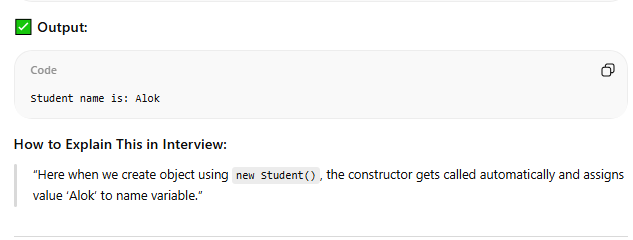 ✅ Output:
Code
Student name is: Alok
How to Explain This in Interview:
“Here when we create object using new Student(), the constructor gets called automatically and assigns
value ‘Alok’ to name variable.”